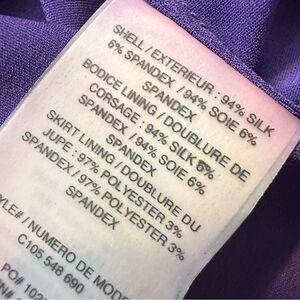 SHELL / EXTERIEUR : 94% SILK
6% SPANDEX / 94% SOIE 6%
SPANDEX
BODICE LINING / DOUBLURE DE
CORSAGE : 94% SILK 6%
SPANDEX / 94% SOIE 6%
SPANDEX
SKIRT LINING / DOUBLURE DU
JUPE : 97% POLYESTER 3%
SPANDEX / 97% POLYESTER 3%
SPANDEX
YLE# / NUMERO DE MODE
C105 548 690
PO# 102